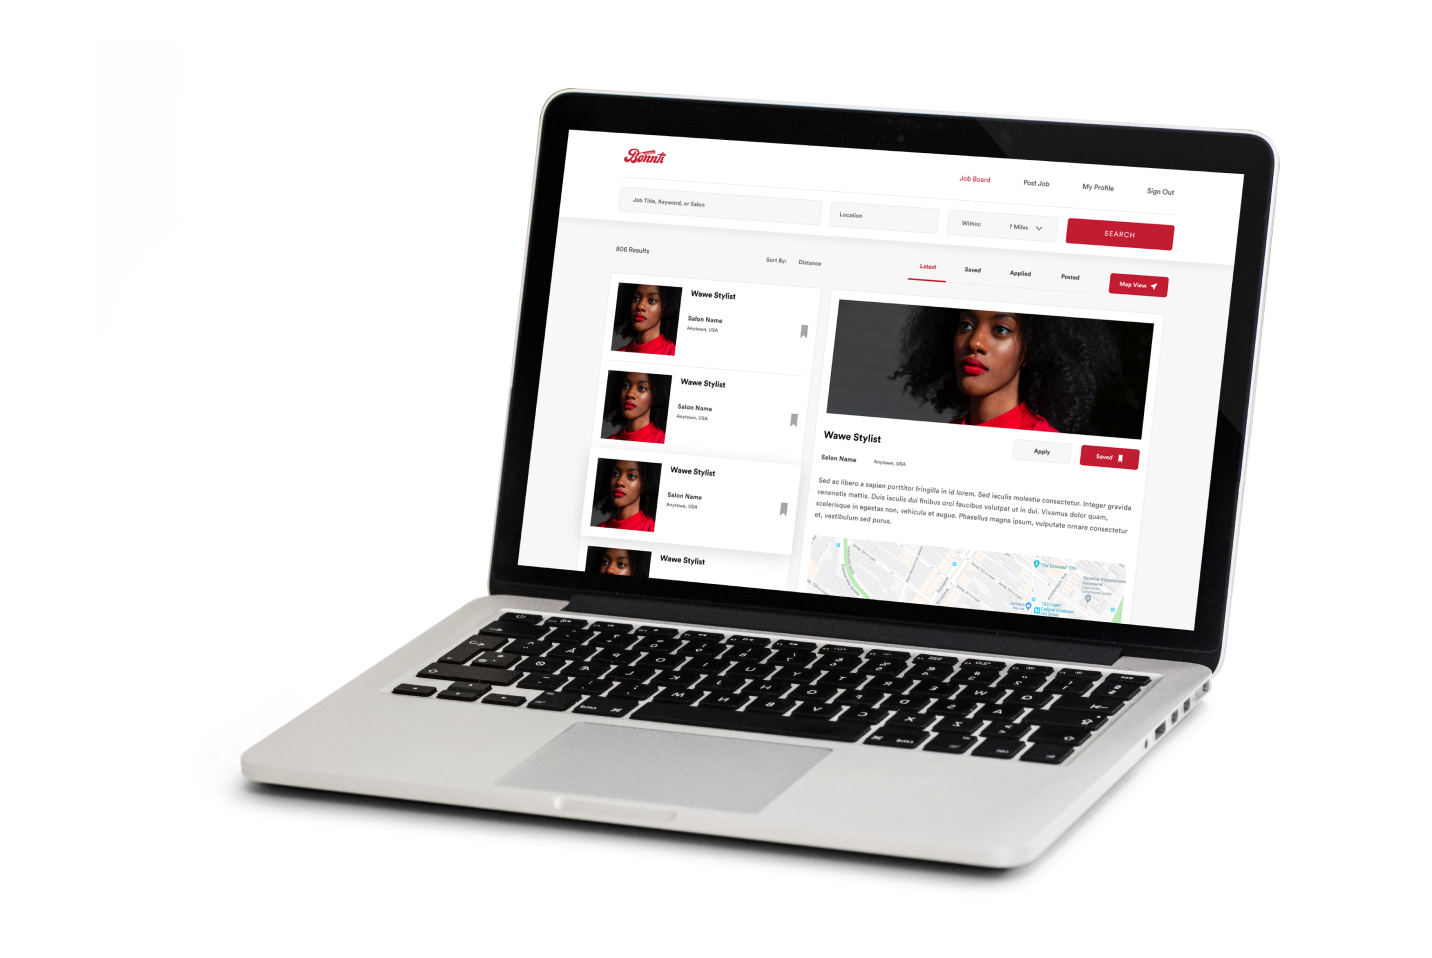 Bonnti
Job Board
Post Job
My Profile
Sign Out
Job Title, Keyword, or Salon
Location
Within:
7 Miles
SEARCH
806 Results
Sort By:
Distance
Latest
Saved
Applied
Posted
Map View
Wawe Stylist
Salon Name
Anytown, USA
Wawe Stylist
Salon Name
Anytown, USA
Wawe Stylist
Salon Name
Anytown, USA
Wawe Stylist
Wawe Stylist
Salon Name
Anytown, USA
Apply
Saved
Sed ac libero a sapien porttitor fringilla in id lorem. Sed iaculis molestie consectetur. Integer gravida
venenatis mattis. Duis iaculis dui finibus orci faucibus volutpat ut in dui. Vivamus dolor quam,
scelerisque in egestas non, vehicula et augue. Phasellus magna ipsum, vulputate ornare consectetur
et, vestibulum sed purus.